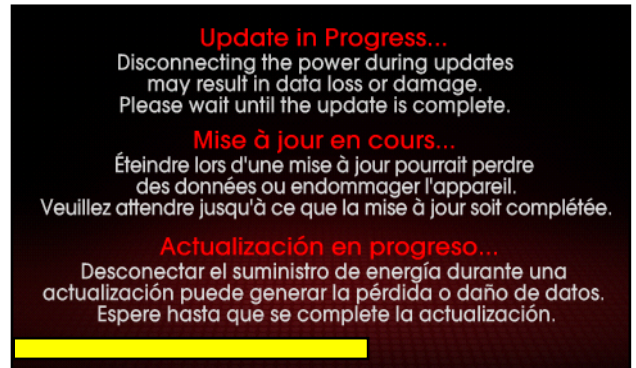 Update in Progress...
Disconnecting the power during updates
may result in data loss or damage.
Please wait until the update is complete.
Mise à jour en cours...
Éteindre lors d'une mise à jour pourrait perdre
des données ou endommager l'appareil.
Veuillez attendre jusqu'à ce que la mise à jour soit complétée.
Actualización en progreso...
Desconectar el suministro de energía durante una
actualización puede generar la pérdida o daño de datos.
Espere hasta que se complete la actualización.